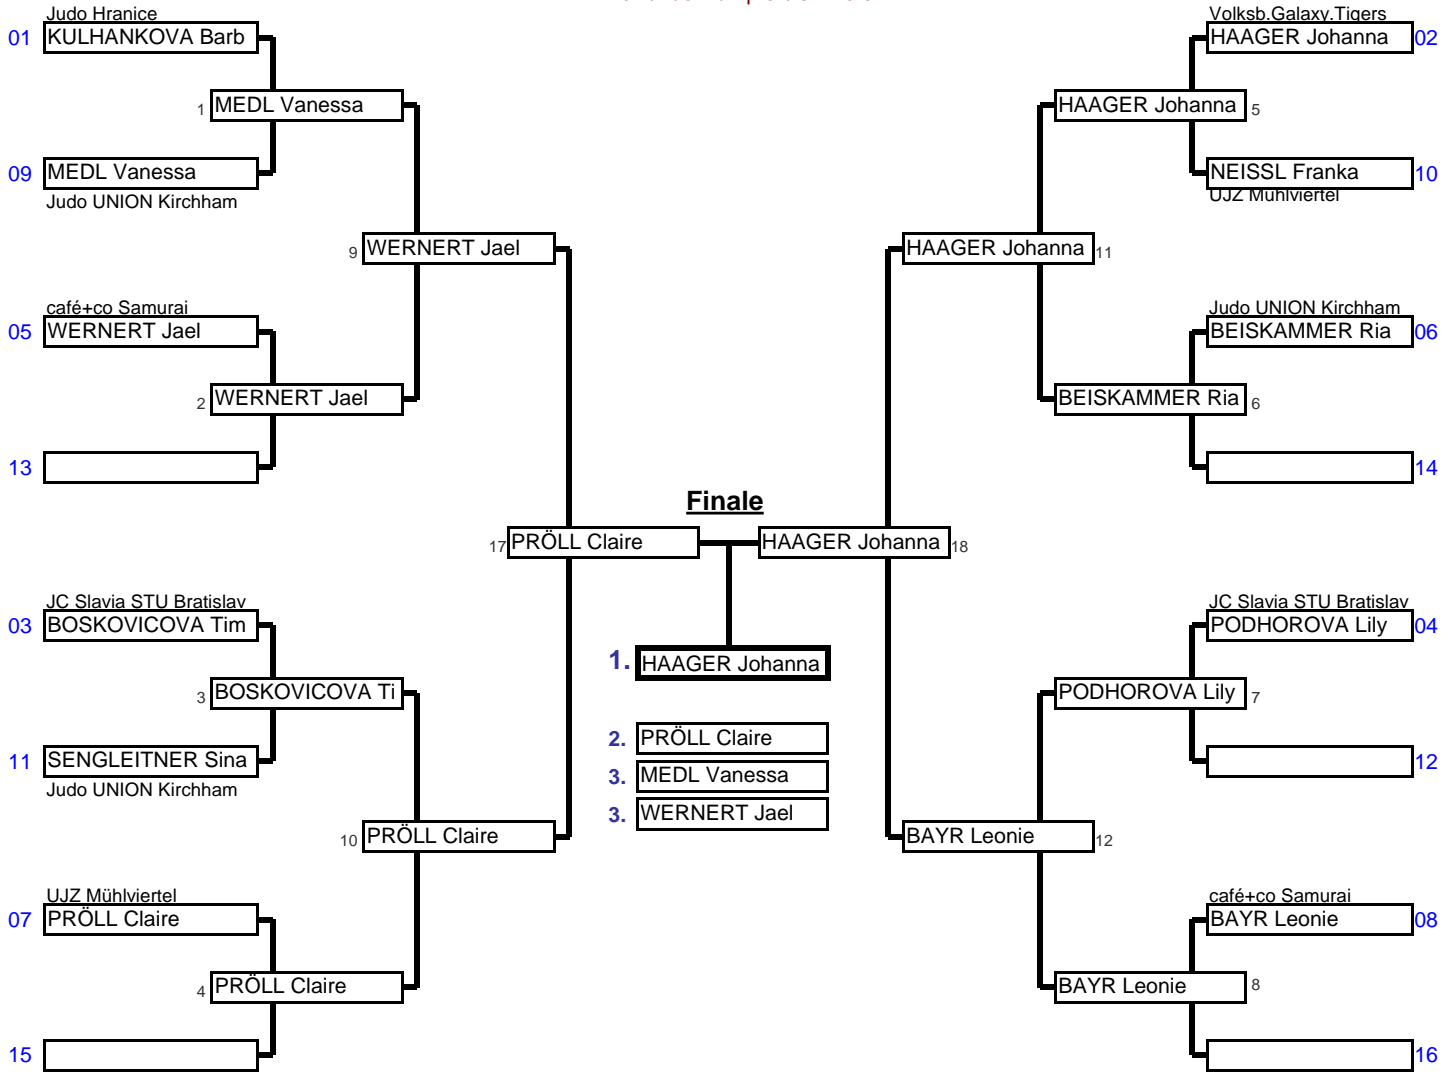 Judo Hranice
01 KULHANKOVA Barb
1 MEDL Vanessa
09 MEDL Vanessa
Judo UNION Kirchham
9 WERNERT Jael
café+co Samurai
05 WERNERT Jael
2 WERNERT Jael
13
17 PRÖLL Claire
JC Slavia STU Bratislav
03 BOSKOVICOVA Tim
3 BOSKOVICOVA Ti
11 SENGLEITNER Sina
Judo UNION Kirchham
10 PRÖLL Claire
UJZ Mühlviertel
07 PRÖLL Claire
4 PRÖLL Claire
15
Finale
1. HAAGER Johanna
2. PRÖLL Claire
3. MEDL Vanessa
3. WERNERT Jael
Volksb.Galaxy.Tigers
HAAGER Johanna 02
HAAGER Johanna 5
NEISSL Franka 10
UJZ Mühlviertel
HAAGER Johanna 11
Judo UNION Kirchham
BEISKAMMER Ria 06
BEISKAMMER Ria 6
14
HAAGER Johanna 18
JC Slavia STU Bratislav
PODHOROVA Lily 04
PODHOROVA Lily 7
12
BAYR Leonie 12
café+co Samurai
BAYR Leonie 08
BAYR Leonie 8
16